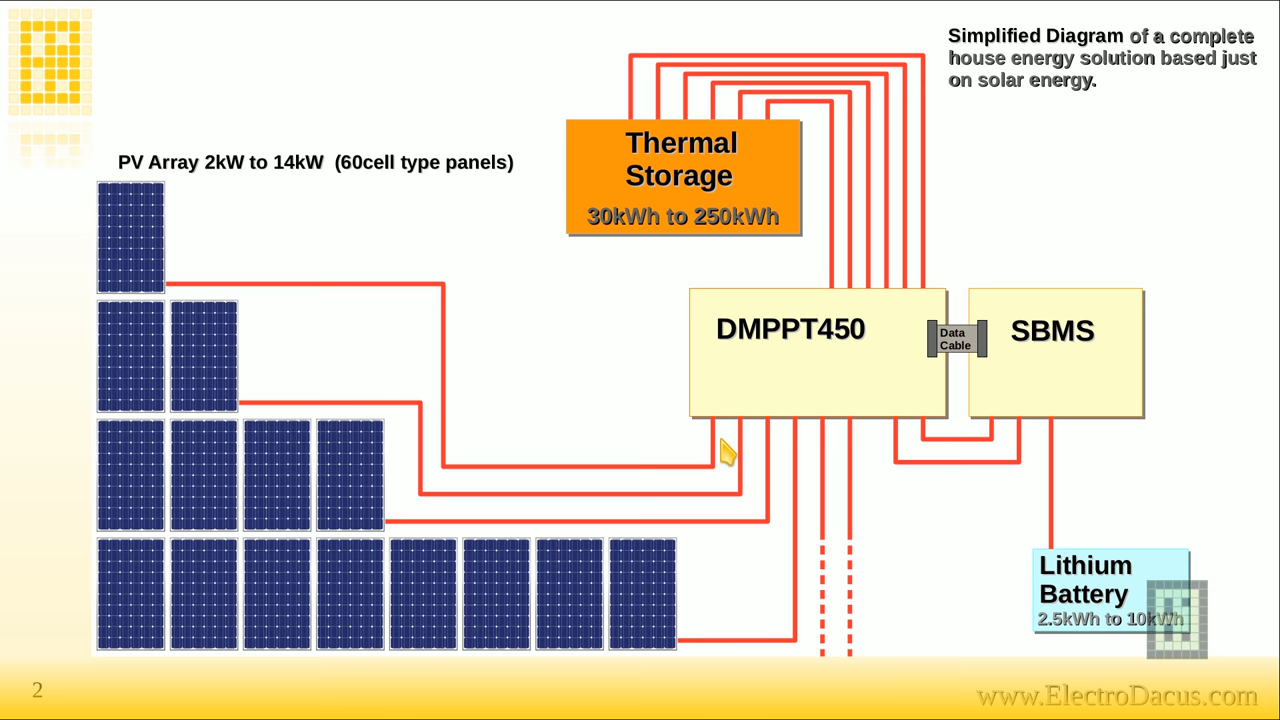 Simplified Diagram of a complete
house energy solution based just
on solar energy.
PV Array 2kW to 14kW (60cell type panels)
Thermal
Storage
30kWh to 250kWh
DMPPT450
Data
Cable
SBMS
Lithium
Battery
2.5kWh to 10kWh
2
www.ElectroDacus.com